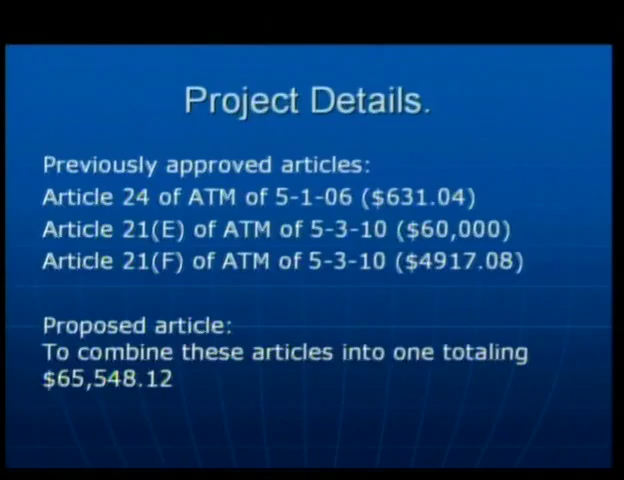 Project Details.
Previously approved articles:
Article 24 of ATM of 5-1-06 ($631.04)
Article 21(E) of ATM of 5-3-10 ($60,000)
Article 21(F) of ATM of 5-3-10 ($4917.08)
Proposed article:
To combine these articles into one totaling
$65,548.12